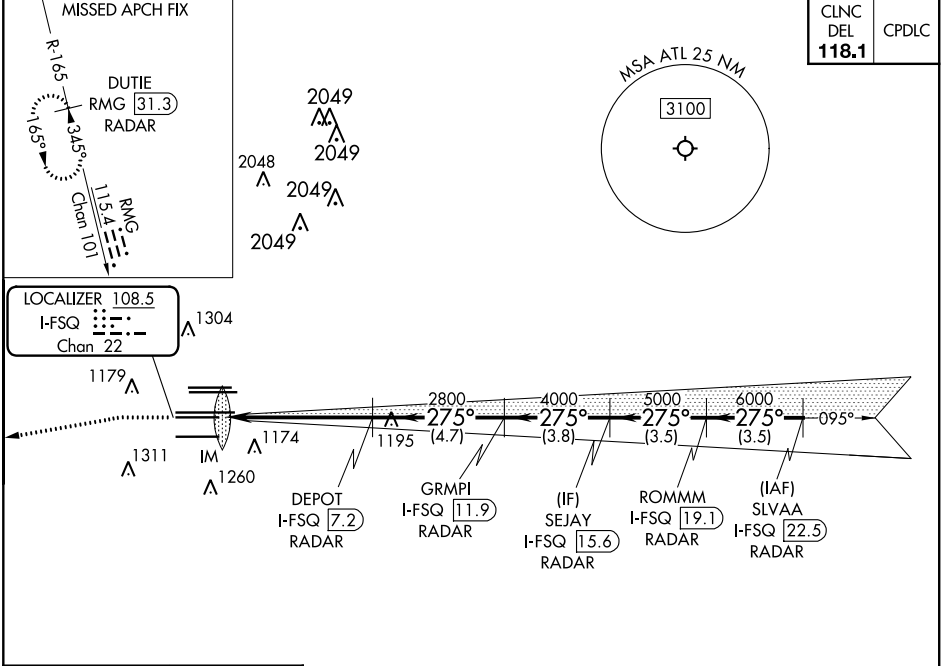 MISSED APCH FIX
R-165
DUTIE
RMG 31.3
RADAR
165°
345°
RMG
115.4
Chan 101
2049
2049
2048
2049
2049
MSA ATL 25 NM
3100
CLNC
DEL
118.1
CPDLC
LOCALIZER 108.5
I-FSQ
Chan 22
1304
1179
1311
IM
1260
1174
1195
2800
275°
(4.7)
4000
275°
(3.8)
5000
275°
(3.5)
6000
275°
(3.5)
095°
DEPOT
I-FSQ 7.2
RADAR
GRMPI
I-FSQ 11.9
RADAR
(IF)
SEJAY
I-FSQ 15.6
RADAR
ROMMM
I-FSQ 19.1
RADAR
(IAF)
SLVAA
I-FSQ 22.5
RADAR